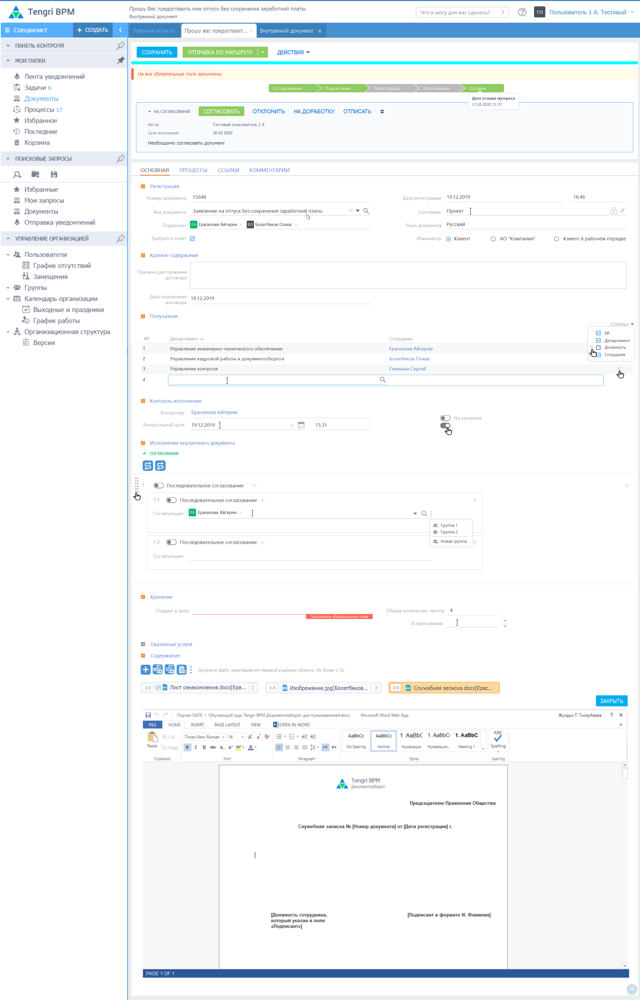 Tengri BPM
Прошу Вас предоставить мне отпуск без сохранения заработной платы
Внутренний документ
Что я могу для вас сделать?
ТП
Пользователь 1 А. Тестовый
Специалист
СОЗДАТЬ
Рабочая область
Прошу вас предоставит...
Внутренний документ
ПАНЕЛЬ КОНТРОЛЯ
МОИ ПАПКИ
Лента уведомлений
Задачи 6
Документы
Процессы 17
Избранное
Последние
Корзина
ПОИСКОВЫЕ ЗАПРОСЫ
Избранные
Мои запросы
Документы
Отправка уведомлений
УПРАВЛЕНИЕ ОРГАНИЗАЦИЕЙ
Пользователи
График отсутствий
Замещения
Группы
Календарь организации
Выходные и праздники
График работы
Организационная структура
Версии
СОХРАНИТЬ
ОТПРАВКА ПО МАРШРУТУ
ДЕЙСТВИЯ
Не все обязательные поля заполнены
Согласование
Подписание
Регистрация
Исполнение
Отозван
Дата отзыва процесса
17.02.2020 11:37
НА СОГЛАСОВАНИЕ
СОГЛАСОВАТЬ
ОТКЛОНИТЬ
НА ДОРАБОТКУ
ОТПИСАТЬ
Автор
Тестовый пользователь 1 А
Срок исполнения
28.02.2020
Необходимо согласовать документ
ОСНОВНАЯ
ПРОЦЕССЫ
ССЫЛКИ
КОММЕНТАРИИ
Регистрация
Номер документа
15648
Дата регистрации
19.12.2019
16:46
Вид документа
Заявление на отпуск без сохранения заработной платы
Состояние
Проект
Подписант
ЕА
Ерасилова Айгерим
БО
Болатбеков Олжас
Язык документа
Русский
Требуется ответ
Инициатор
Клиент
АО "Компания"
Клиент в рабочем порядке
Краткое содержание
Причина расторжения
договора
Дата подписания
договора
19.12.2019
Получатели
Столбцы
№
Департамент
Должность
Сотрудник
№
Департамент
Сотрудник
1
Управление инженерно-технического обеспечения
Ерасилова Айгерим
2
Управление кадровой работы и документооборота
Болатбеков Олжас
3
Управление контроля
Синицын Сергей
4
Контроль исполнения
Контролер
Ерасилова Айгерим
На контроле
Контрольный срок
19.12.2019
15:31
Исполнение внутреннего документа
СОГЛАСОВАНИЕ
1
Последовательное согласование
1.1
Последовательное согласование
Согласующие
ЕА
Ерасилова Айгерим
Группа 1
Группа 2
Новая группа
1.2
Последовательное согласование
Согласующие
Хранение
Подшит в дело
Заполните обязательное поле
Общее количество листов
4
В приложении
Оказанные услуги
Содержание
Загрузите файл, перетащив его мышкой в данную область. Не более 1 ГБ.
3.0
Лист ознакомления.docx[Ера...
С
1.0
Изображение.jpg[Болатбеков...
З
2.0
Служебная записка.docx[Ерас...
ЗАКРЫТЬ
Портал iSATE
Обучающий курс Tengri BPM Документооборот для пользователей.docx
Microsoft Word Web App
Жулдыз Т. Тилеубаева
?
FILE
HOME
INSERT
PAGE LAYOUT
VIEW
OPEN IN WORD
Paste
Cut
Copy
Clipboard
Times New Roman
14
B I U abc x₂ x²
Font
Paragraph
AaBbCc
No Spacing
AaBbCc
Normal
1. AaBbC
Нумерация
1. AaBbC
Нумерация...
1. AaBbC
Heading 1
Styles
ABC
Spelling
Spelling
Tengri BPM
Документооборот
Председателю Правления Общества
Служебная записка № [Номер документа] от [Дата регистрации] г.
[Должность сотрудника,
который указан в поле
«Подписант»]
[Подписант в формате И. Фамилия]
PAGE 1 OF 1